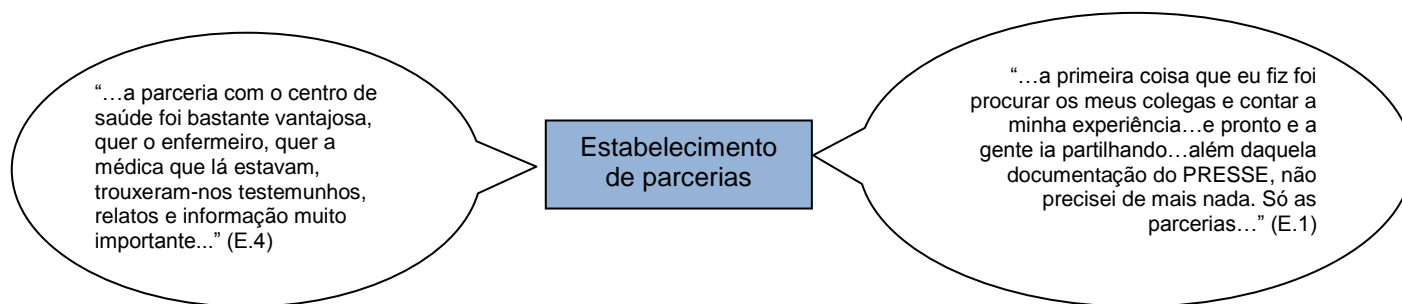 “…a parceria com o centro de
saúde foi bastante vantajosa,
quer o enfermeiro, quer a
médica que lá estavam,
trouxeram-nos testemunhos,
relatos e informação muito
importante...” (E.4)
Estabelecimento
de parcerias
“…a primeira coisa que eu fiz foi
procurar os meus colegas e contar a
minha experiência…e pronto e a
gente ia partilhando…além daquela
documentação do PRESSE, não
precisei de mais nada. Só as
parcerias…” (E.1)